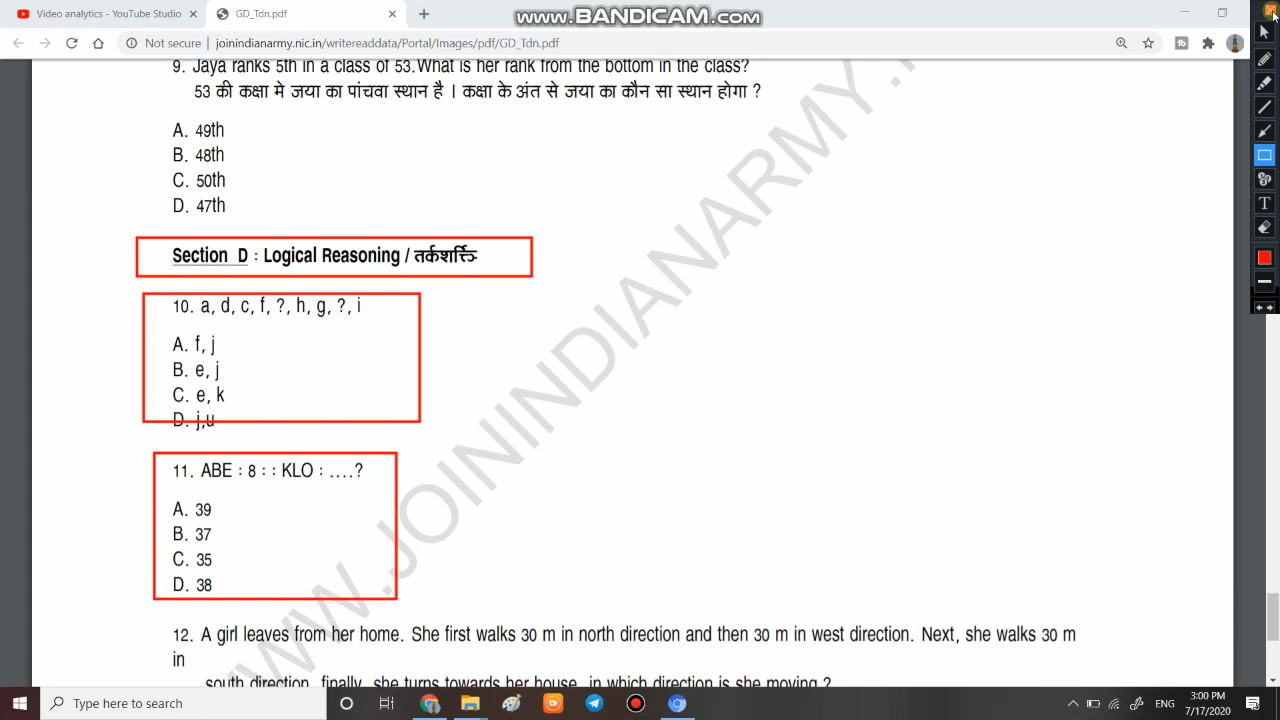 Video analytics - YouTube Studio
GD_Tdn.pdf
www.BANDICAM.com
Not secure | joinindianarmy.nic.in/writereaddata/Portal/Images/pdf/GD_Tdn.pdf
9. Jaya ranks 5th in a class of 53.What is her rank from the bottom in the class?
53 की कक्षा मे जया का पांचवा स्थान है । कक्षा के अंत से जया का कौन सा स्थान होगा ?
A. 49th
B. 48th
C. 50th
D. 47th
Section D : Logical Reasoning /
10. a, d, c, f, ?, h, g, ?, i
A. f, j
B. e, j
C. e, k
D. j,u
11. ABE : 8 : : KLO : ....?
A. 39
B. 37
C. 35
D. 38
12. A girl leaves from her home. She first walks 30 m in north direction and then 30 m in west direction. Next, she walks 30 m
in
south direction, finally, she turns towards her house, in which direction is she moving ?
WWW.JOININDIANARMY.
Type here to search
ENG
3:00 PM
7/17/2020